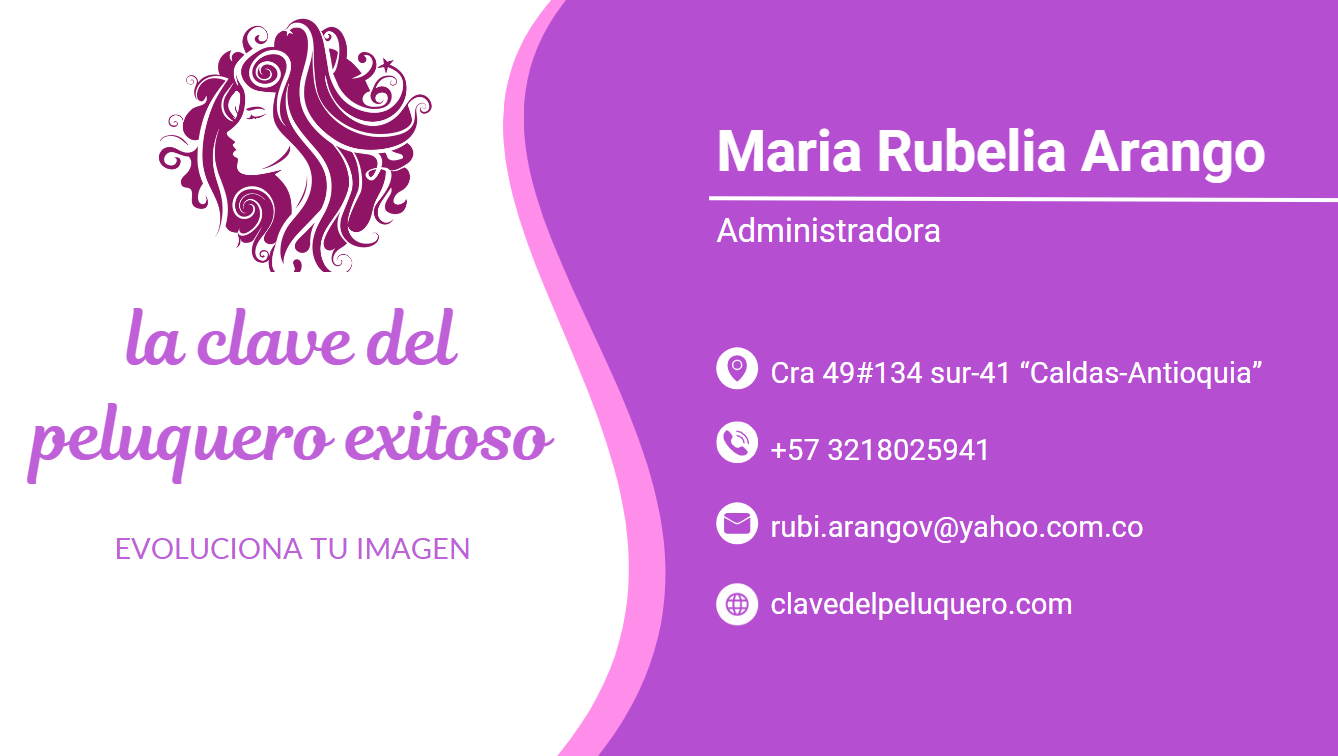 la clave del
peluquero exitoso
EVOLUCIONA TU IMAGEN
Maria Rubelia Arango
Administradora
Cra 49#134 sur-41 “Caldas-Antioquia”
+57 3218025941
rubi.arangov@yahoo.com.co
clavedelpeluquero.com